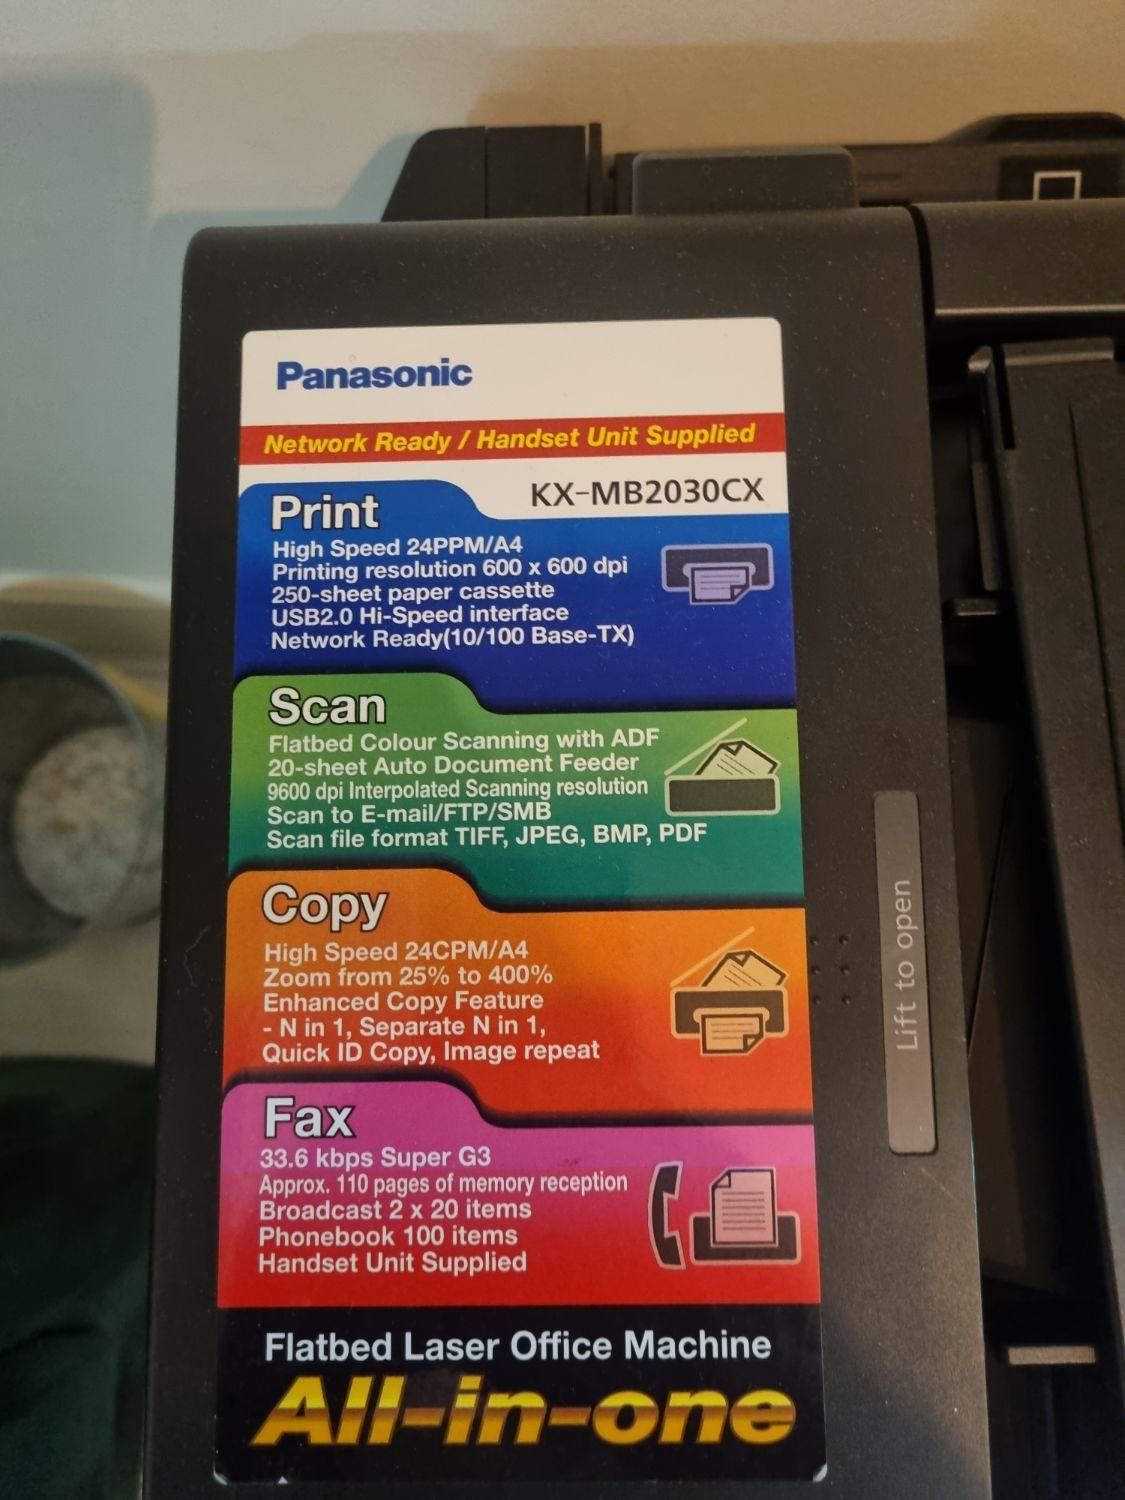 Panasonic
Network Ready / Handset Unit Supplied
KX-MB2030CX
Print
High Speed 24PPM/A4
Printing resolution 600 x 600 dpi
250-sheet paper cassette
USB2.0 Hi-Speed interface
Network Ready(10/100 Base-TX)
Scan
Flatbed Colour Scanning with ADF
20-sheet Auto Document Feeder
9600 dpi Interpolated Scanning resolution
Scan to E-mail/FTP/SMB
Scan file format TIFF, JPEG, BMP, PDF
Copy
High Speed 24CPM/A4
Zoom from 25% to 400%
Enhanced Copy Feature
- N in 1, Separate N in 1,
Quick ID Copy, Image repeat
Fax
33.6 kbps Super G3
Approx. 110 pages of memory reception
Broadcast 2 x 20 items
Phonebook 100 items
Handset Unit Supplied
Flatbed Laser Office Machine
All-in-one
Lift to open